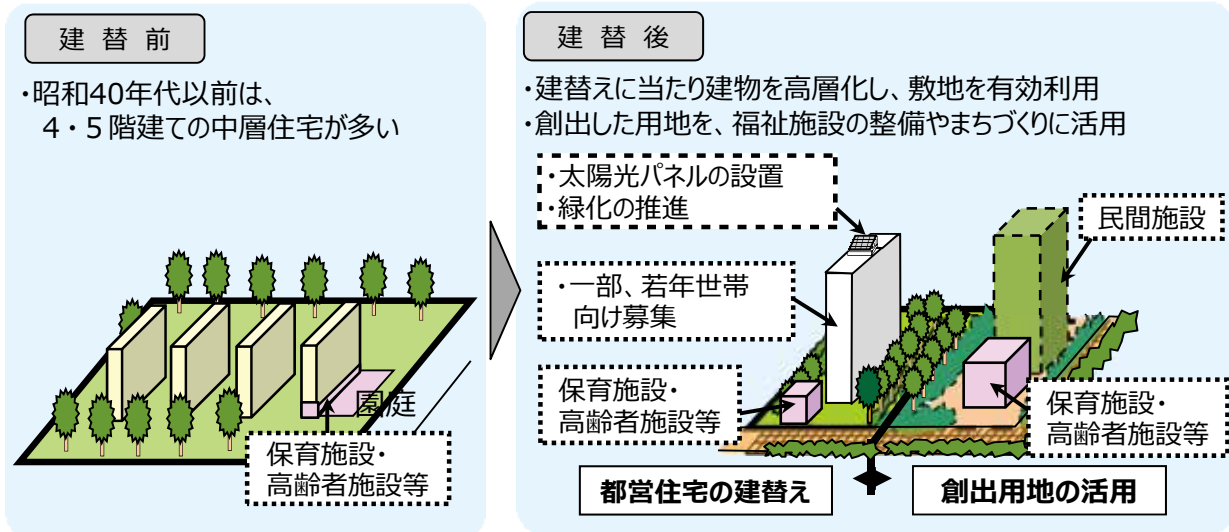 建 替 前
・昭和40年代以前は、
４・５階建ての中層住宅が多い
園庭
保育施設・
高齢者施設等
建 替 後
・建替えに当たり建物を高層化し、敷地を有効利用
・創出した用地を、福祉施設の整備やまちづくりに活用
・太陽光パネルの設置
・緑化の推進
民間施設
・一部、若年世帯
向け募集
保育施設・
高齢者施設等
保育施設・
高齢者施設等
都営住宅の建替え
創出用地の活用